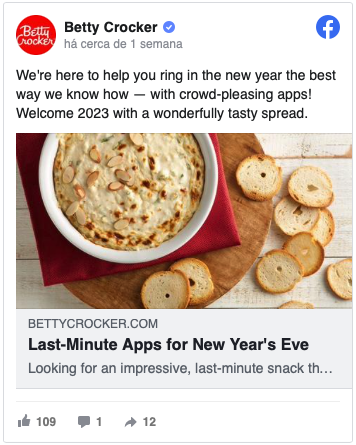 Betty Crocker
Betty Crocker
há cerca de 1 semana
We're here to help you ring in the new year the best
way we know how — with crowd-pleasing apps!
Welcome 2023 with a wonderfully tasty spread.
BETTYCROCKER.COM
Last-Minute Apps for New Year's Eve
Looking for an impressive, last-minute snack th...
109 1 12